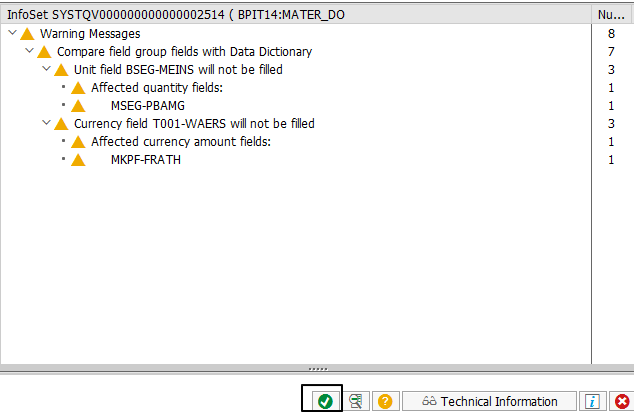 InfoSet SYSTQV000000000000002514 ( BPIT14:MATER_DO Nu...
Warning Messages 8
Compare field group fields with Data Dictionary 7
Unit field BSEG-MEINS will not be filled 3
Affected quantity fields: 1
MSEG-PBAMG 1
Currency field T001-WAERS will not be filled 3
Affected currency amount fields: 1
MKPF-FRATH 1
Technical Information